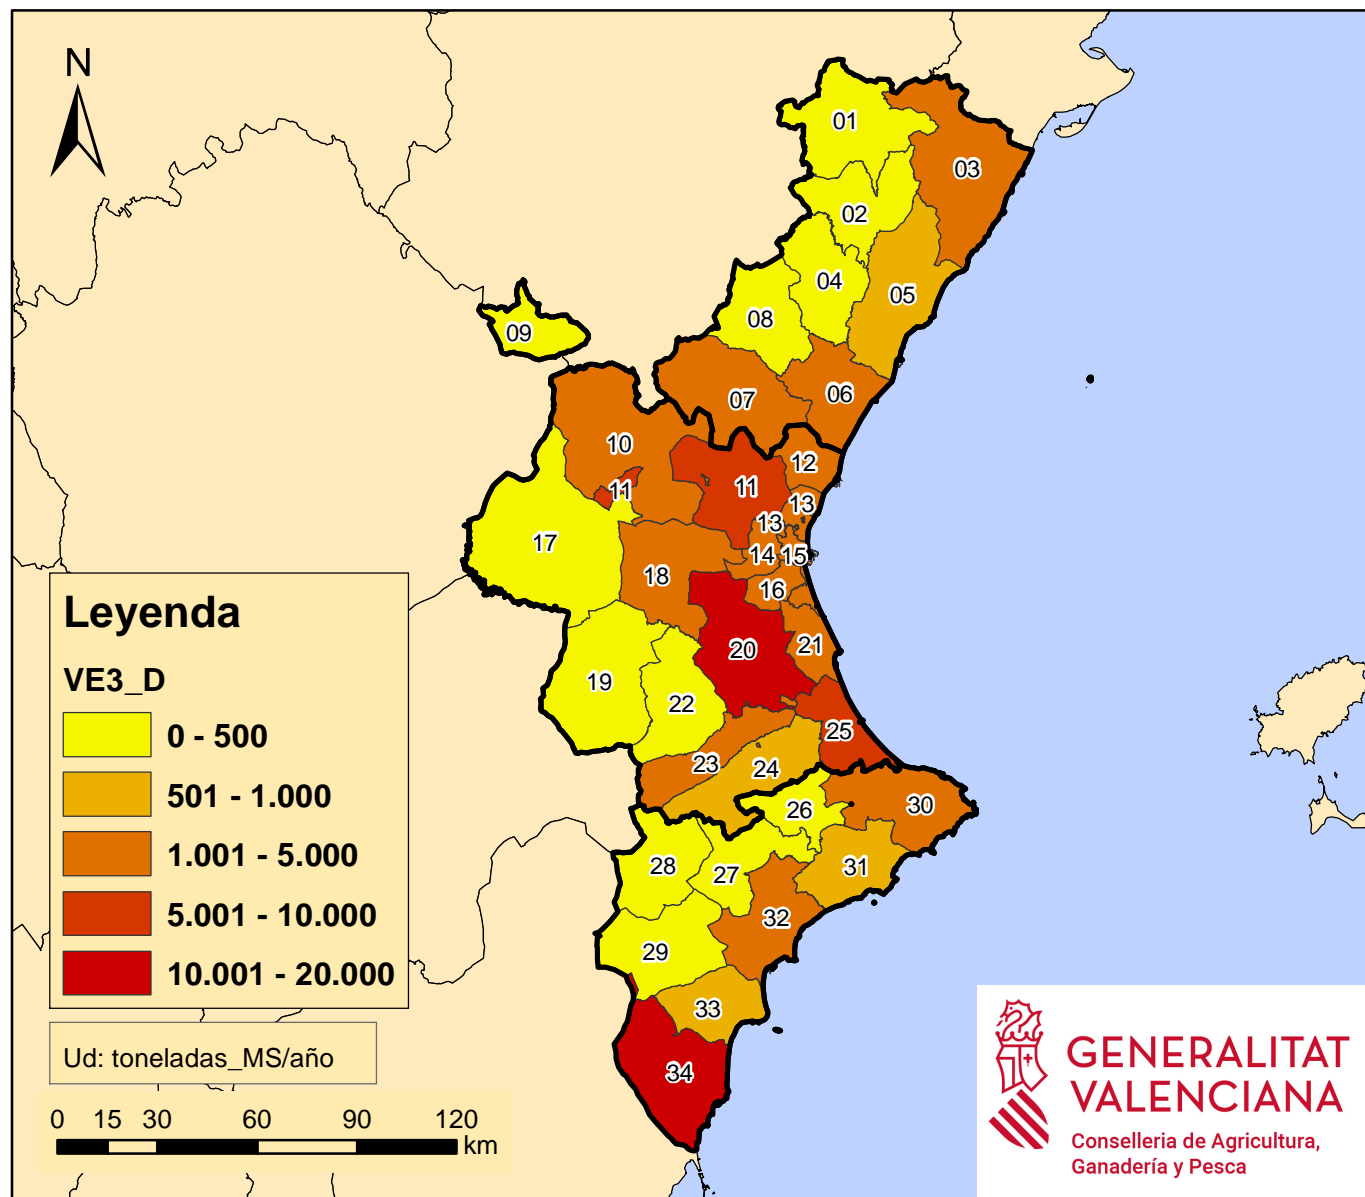 N
01
03
02
04
05
08
09
07
06
10
12
11
11
13
13
17
14
15
18
16
21
20
19
22
25
23
24
26
30
28
27
31
32
29
33
34
Leyenda
VE3_D
0 - 500
501 - 1.000
1.001 - 5.000
5.001 - 10.000
10.001 - 20.000
Ud: toneladas_MS/año
0 15 30 60 90 120
km
GENERALITAT
VALENCIANA
Conselleria de Agricultura,
Ganadería y Pesca